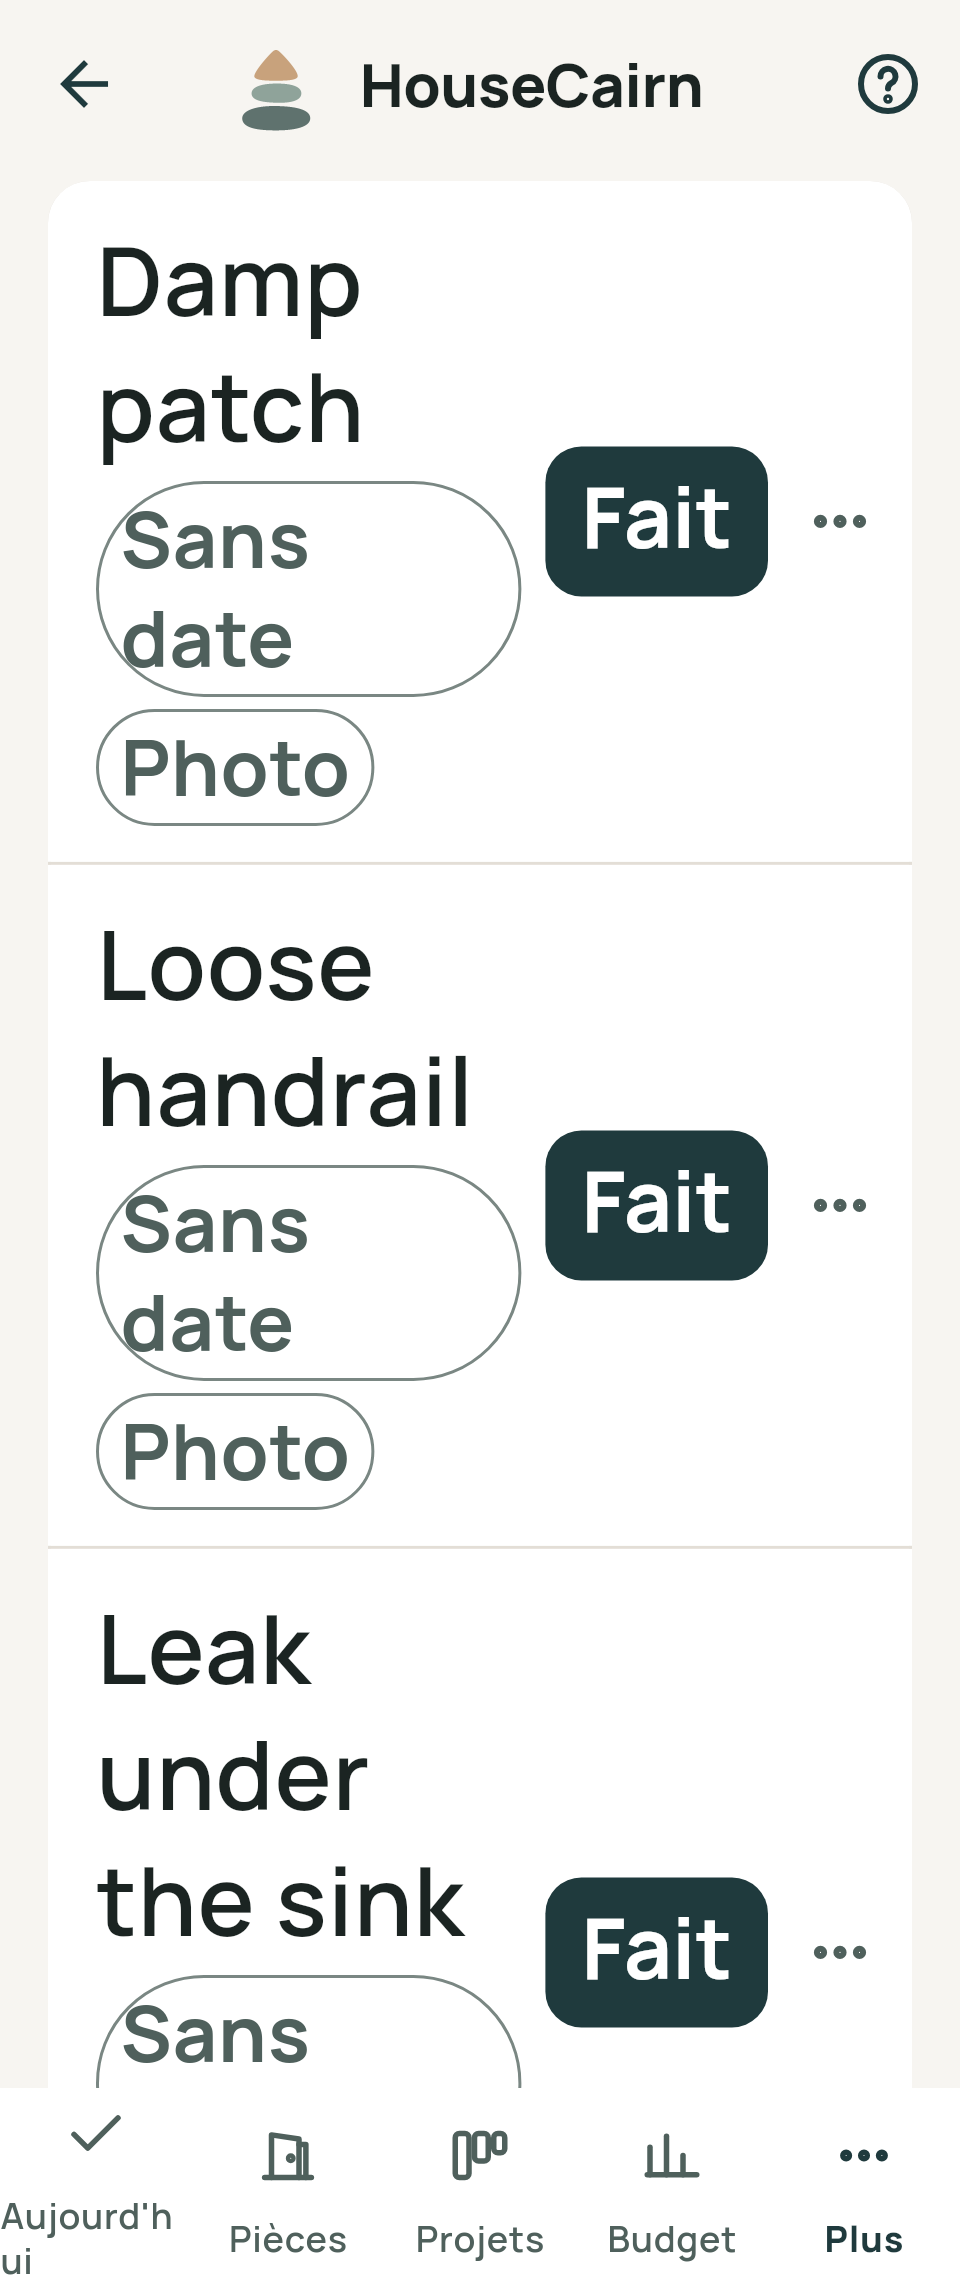 HouseCairn
Damp
patch
Sans
date
Photo
Fait
Loose
handrail
Sans
date
Photo
Fait
Leak
under
the sink
Sans
Fait
Aujourd'h
ui
Pièces
Projets
Budget
Plus